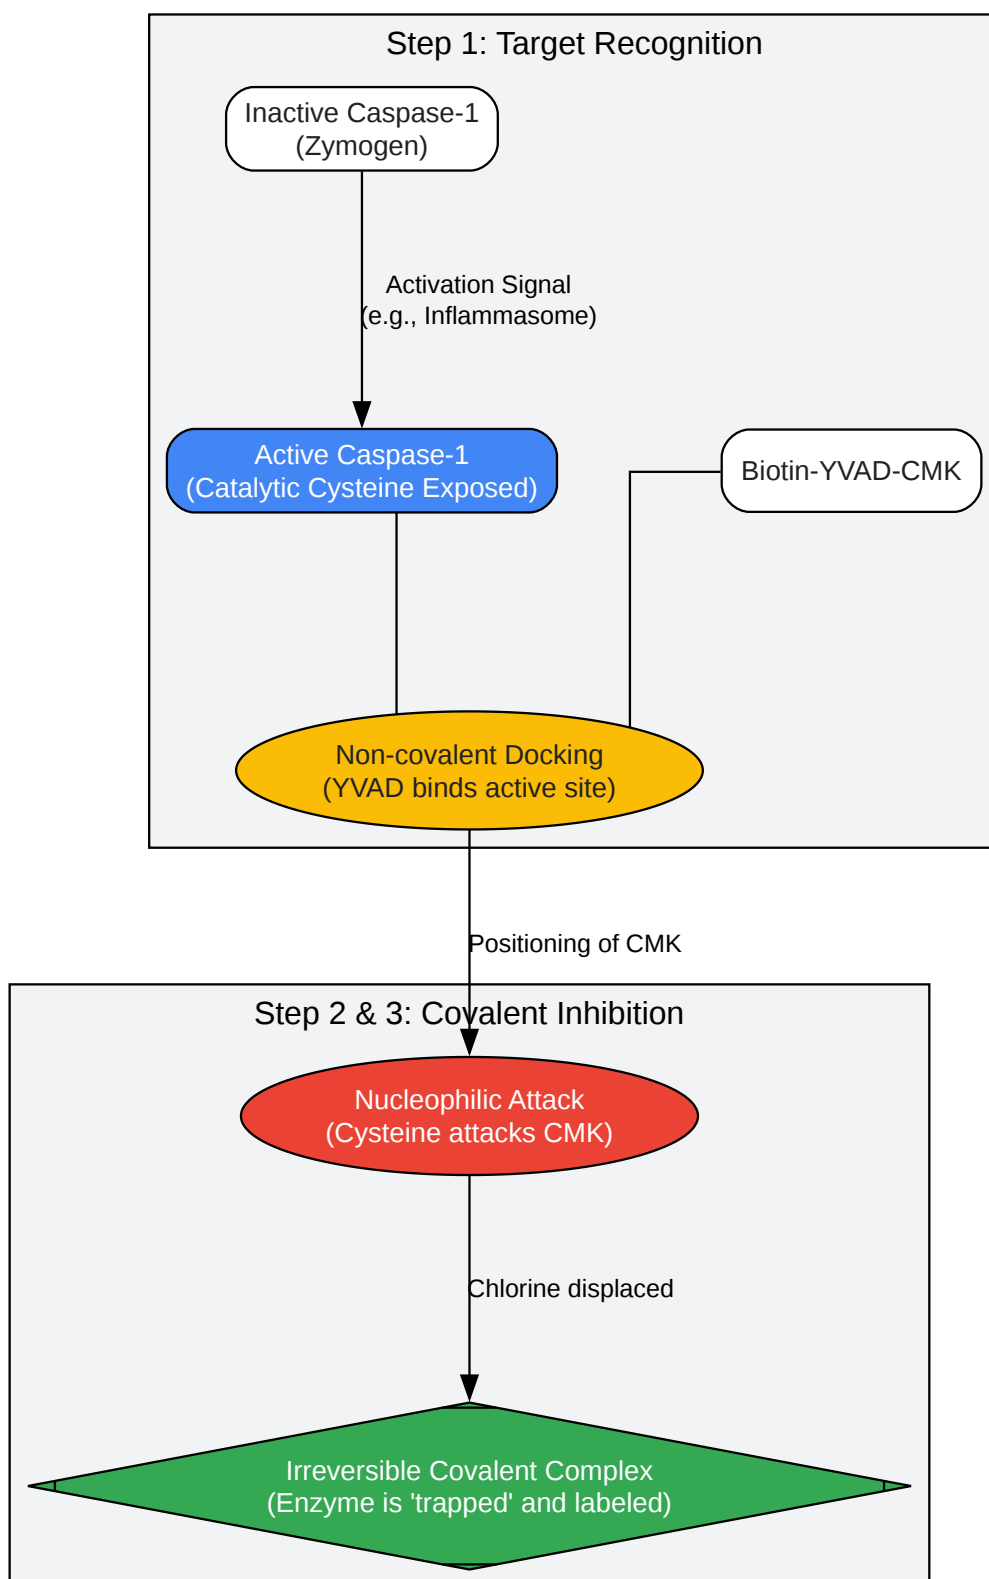 Step 1: Target Recognition
Inactive Caspase-1
(Zymogen)
Activation Signal
(e.g., Inflammasome)
Active Caspase-1
(Catalytic Cysteine Exposed)
Biotin-YVAD-CMK
Non-covalent Docking
(YVAD binds active site)
Positioning of CMK
Step 2 & 3: Covalent Inhibition
Nucleophilic Attack
(Cysteine attacks CMK)
Chlorine displaced
Irreversible Covalent Complex
(Enzyme is 'trapped' and labeled)